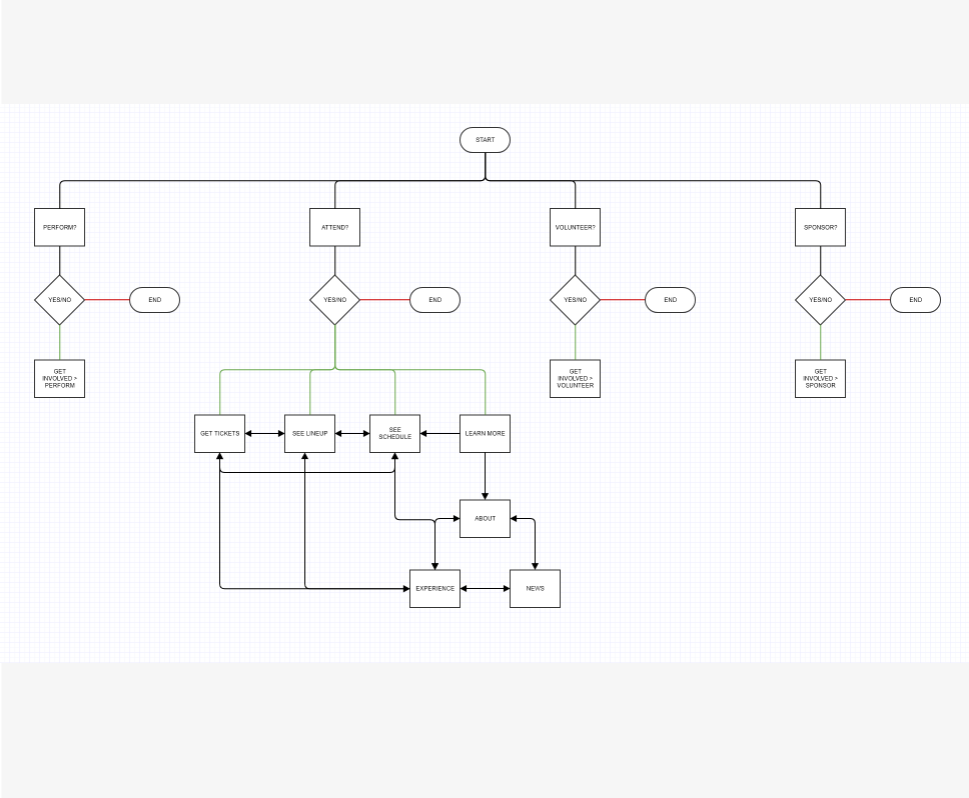 START
PERFORM?
ATTEND?
VOLUNTEER?
SPONSOR?
YES/NO
END
YES/NO
END
YES/NO
END
YES/NO
END
GET
INVOLVED >
PERFORM
GET
INVOLVED >
VOLUNTEER
GET
INVOLVED >
SPONSOR
GET TICKETS
SEE LINEUP
SEE
SCHEDULE
LEARN MORE
ABOUT
EXPERIENCE
NEWS